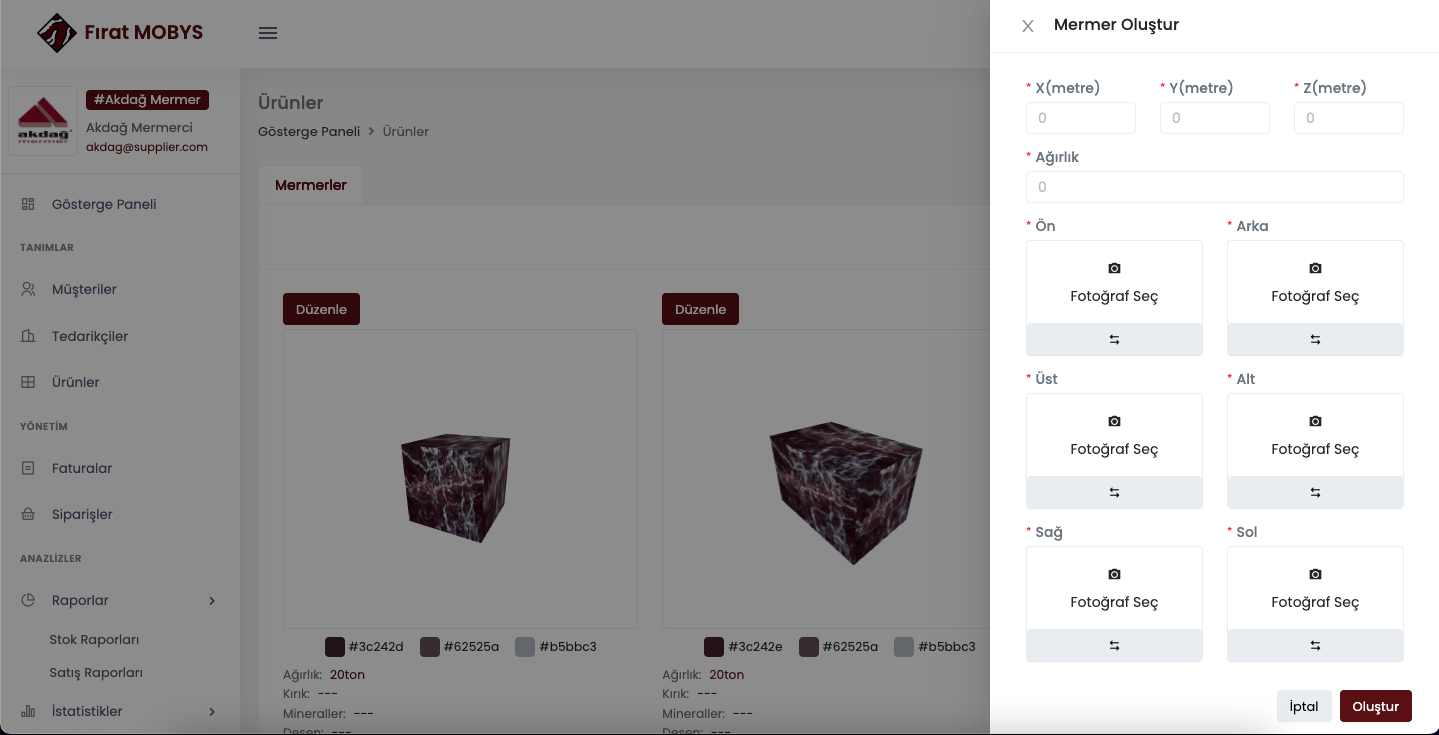 Fırat MOBYS
#Akdağ Mermer
Akdağ Mermerci
akdag@supplier.com
akdağ
mermer
Gösterge Paneli
TANIMLAR
Müşteriler
Tedarikçiler
Ürünler
YÖNETİM
Faturalar
Siparişler
ANAZLİZLER
Raporlar
Stok Raporları
Satış Raporları
İstatistikler
Ürünler
Gösterge Paneli > Ürünler
Mermerler
Düzenle
#3c242d #62525a #b5bbc3
Ağırlık: 20ton
Kırık: ---
Mineraller: ---
Desen: ---
Düzenle
#3c242e #62525a #b5bbc3
Ağırlık: 20ton
Kırık: ---
Mineraller: ---
Desen: ---
Mermer Oluştur
* X(metre) * Y(metre) * Z(metre)
0 0 0
* Ağırlık
0
* Ön * Arka
Fotoğraf Seç Fotoğraf Seç
* Üst * Alt
Fotoğraf Seç Fotoğraf Seç
* Sağ * Sol
Fotoğraf Seç Fotoğraf Seç
İptal Oluştur